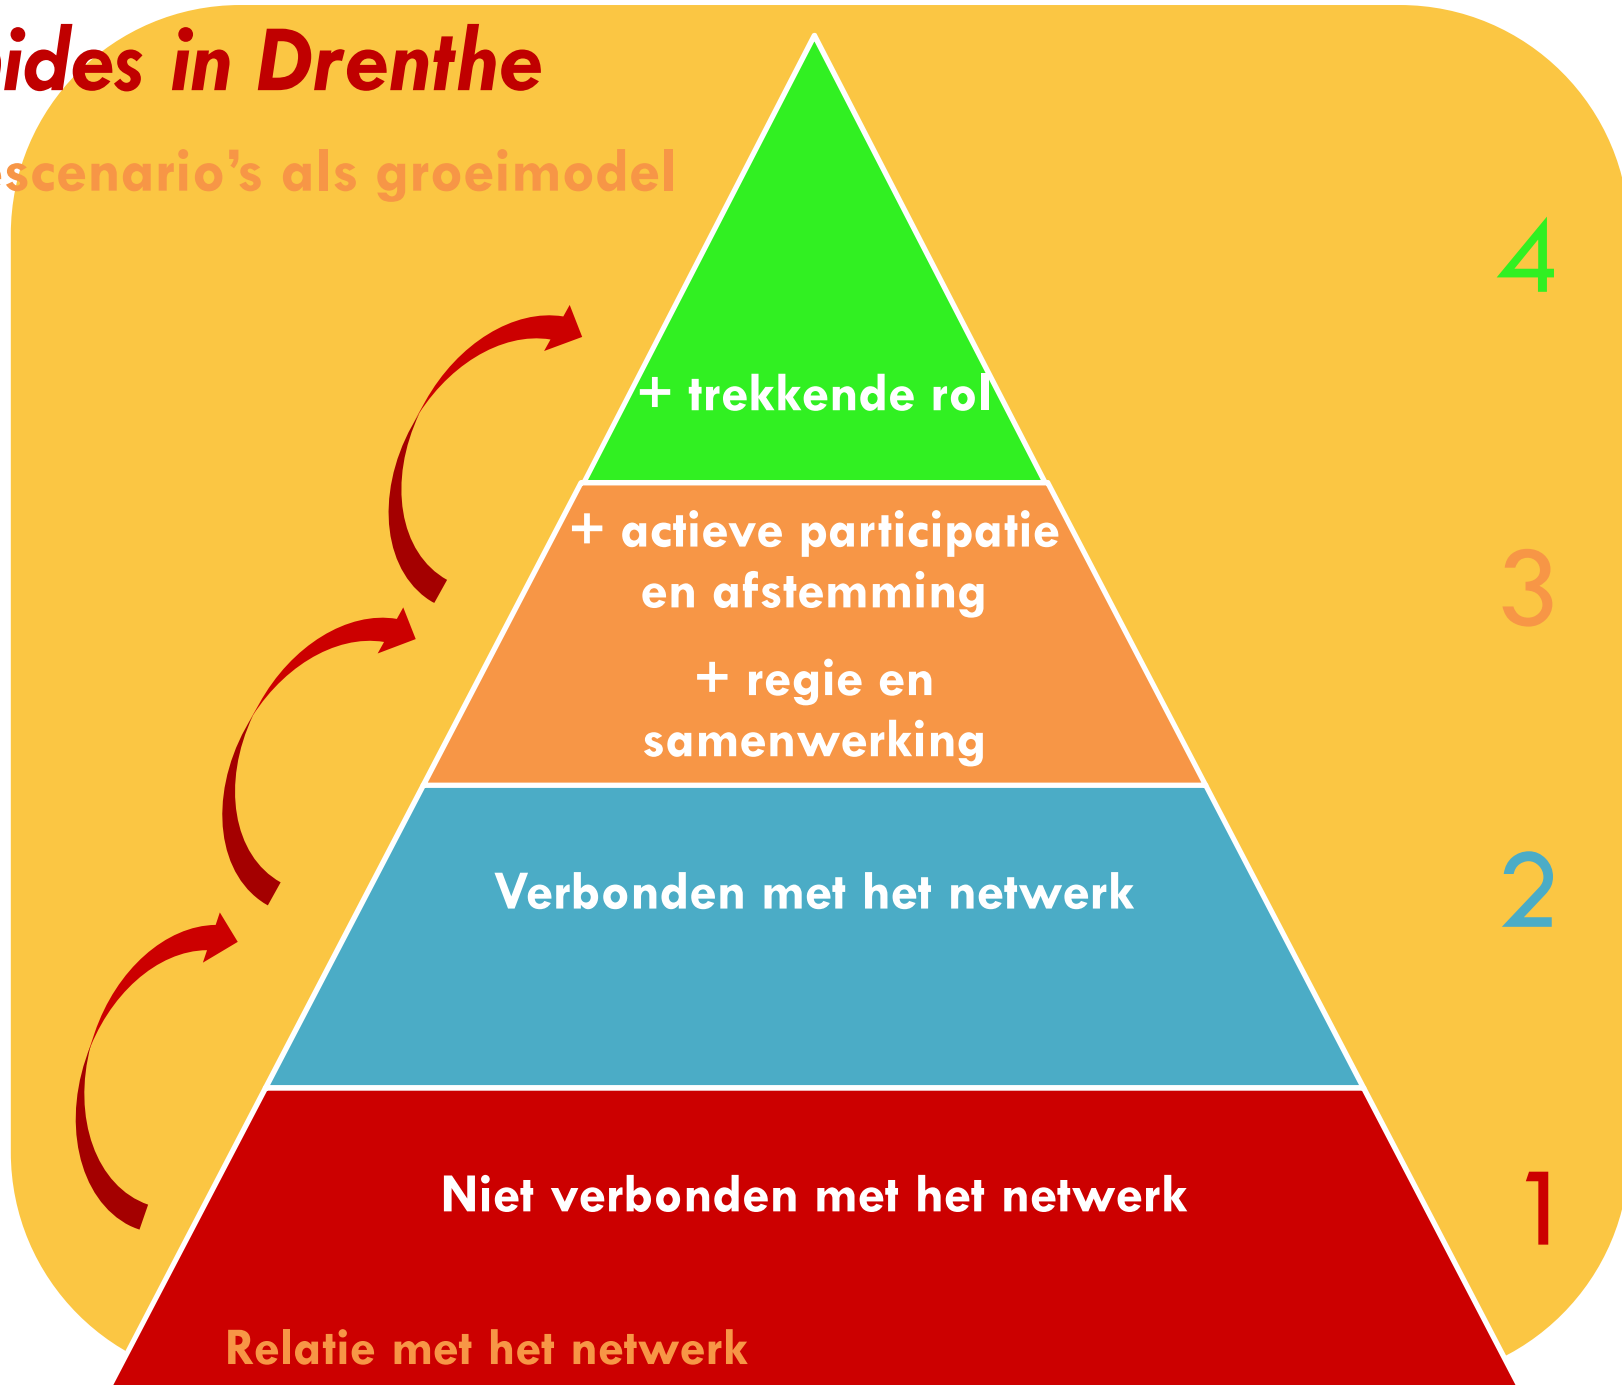 ides in Drenthe
scenario’s als groeimodel
4
+ trekkende rol
+ actieve participatie
en afstemming
3
+ regie en
samenwerking
Verbonden met het netwerk
2
Niet verbonden met het netwerk
1
Relatie met het netwerk